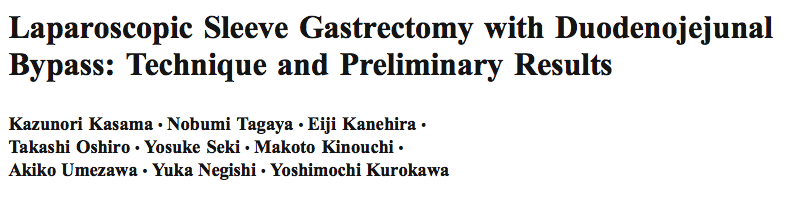 Laparoscopic Sleeve Gastrectomy with Duodenojejunal
Bypass: Technique and Preliminary Results
Kazunori Kasama · Nobumi Tagaya · Eiji Kanehira ·
Takashi Oshiro · Yosuke Seki · Makoto Kinouchi ·
Akiko Umezawa · Yuka Negishi · Yoshimochi Kurokawa